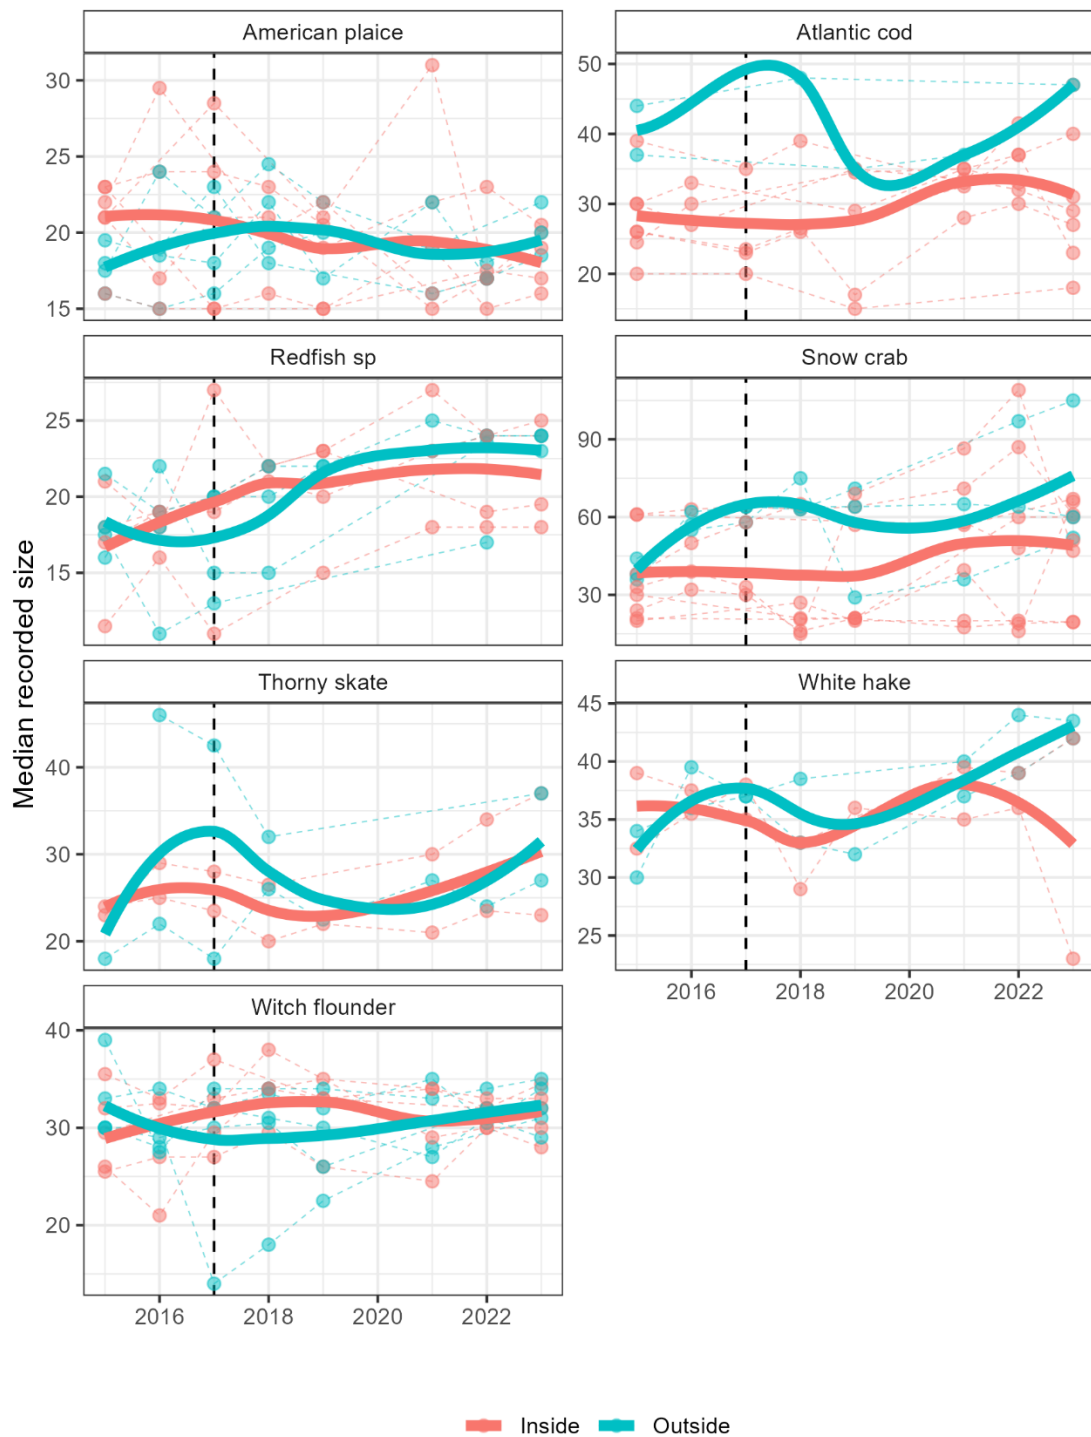 American plaice
Atlantic cod
30
25
20
15
50
40
30
20
Redfish sp
Snow crab
25
20
15
90
60
30
Median recorded size
Thorny skate
White hake
40
30
20
45
40
35
30
25
2016 2018 2020 2022
Witch flounder
40
30
20
2016 2018 2020 2022
Inside Outside